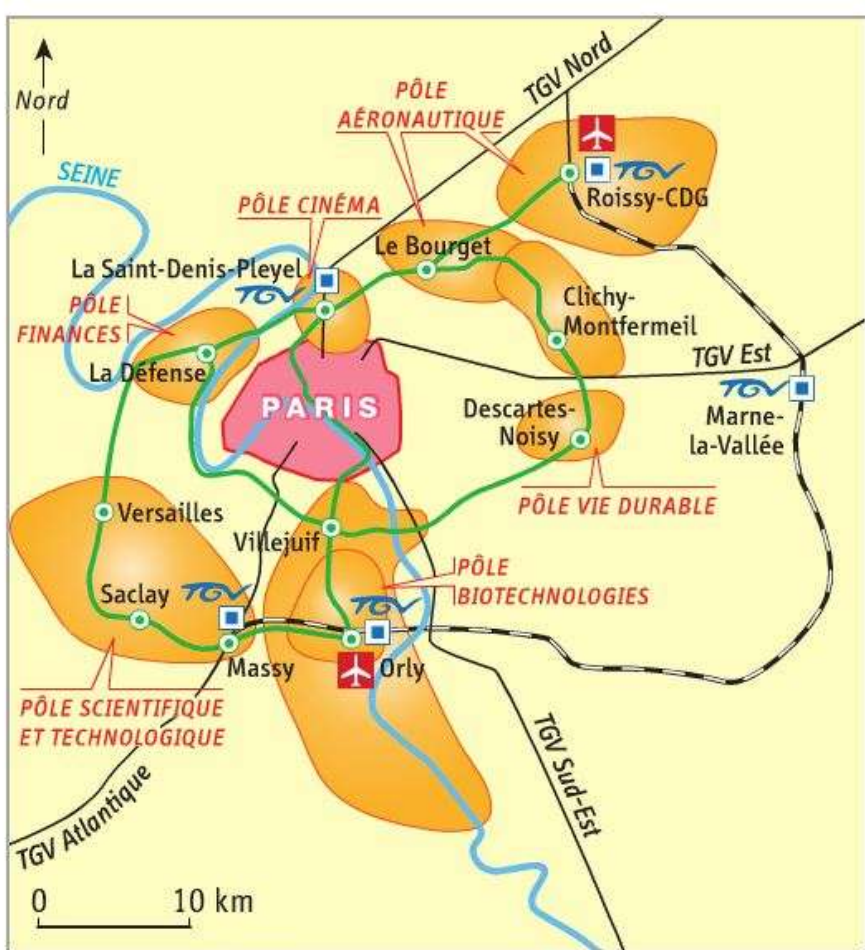 Nord
TGV Nord
PÔLE
AÉRONAUTIQUE
SEINE
TGV
Roissy-CDG
PÔLE CINÉMA
Le Bourget
La Saint-Denis-Pleyel
TGV
PÔLE
FINANCES
Clichy-
Montfermeil
La Défense
TGV Est
TGV
PARIS
Descartes-
Noisy
Marne-
la-Vallée
PÔLE VIE DURABLE
Versailles
Villejuif
PÔLE
BIOTECHNOLOGIES
Saclay
TGV
TGV
Massy
Orly
PÔLE SCIENTIFIQUE
ET TECHNOLOGIQUE
TGV Sud-Est
TGV Atlantique
0 10 km